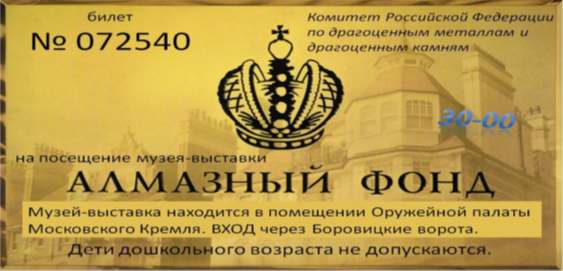 билет
№ 072540
Комитет Российской Федерации
по драгоценным металлам и
драгоценным камням
30-00
на посещение музея-выставки
АЛМАЗНЫЙ ФОНД
Музей-выставка находится в помещении Оружейной палаты
Московского Кремля. ВХОД через Боровицкие ворота.
Дети дошкольного возраста не допускаются.